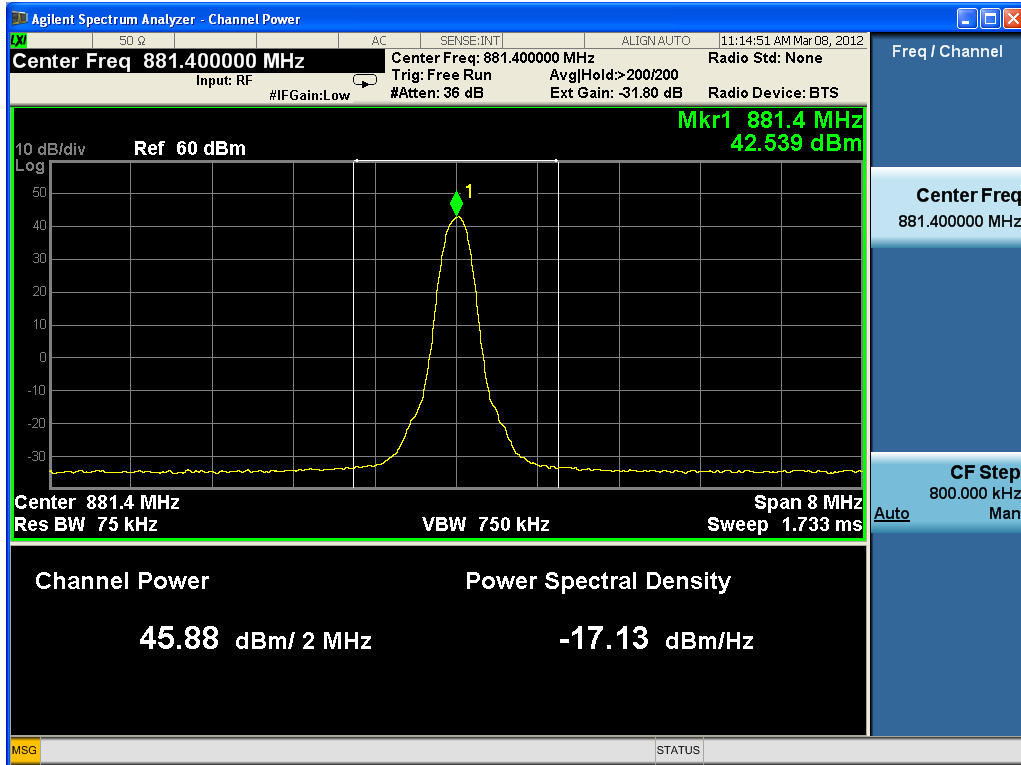 Agilent Spectrum Analyzer - Channel Power
LXI 50 Ω AC SENSE:INT ALIGN AUTO 11:14:51 AM Mar 08, 2012
Center Freq 881.400000 MHz
Input: RF
#IFGain:Low
Center Freq: 881.400000 MHz
Trig: Free Run Avg|Hold:>200/200
#Atten: 36 dB Ext Gain: -31.80 dB
Radio Std: None
Radio Device: BTS
Mkr1 881.4 MHz
42.539 dBm
10 dB/div Ref 60 dBm
Log
1
50
40
30
20
10
0
-10
-20
-30
Center 881.4 MHz Span 8 MHz
Res BW 75 kHz VBW 750 kHz Sweep 1.733 ms
Channel Power Power Spectral Density
45.88 dBm/ 2 MHz -17.13 dBm/Hz
Freq / Channel
Center Freq
881.400000 MHz
CF Step
800.000 kHz
Auto Man
MSG STATUS